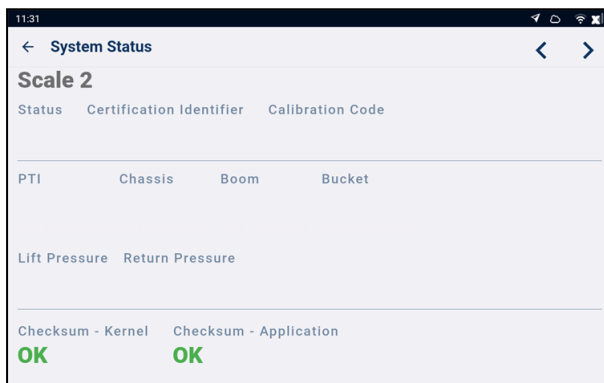 11:31
System Status
Scale 2
Status Certification Identifier Calibration Code
PTI Chassis Boom Bucket
Lift Pressure Return Pressure
Checksum - Kernel Checksum - Application
OK OK